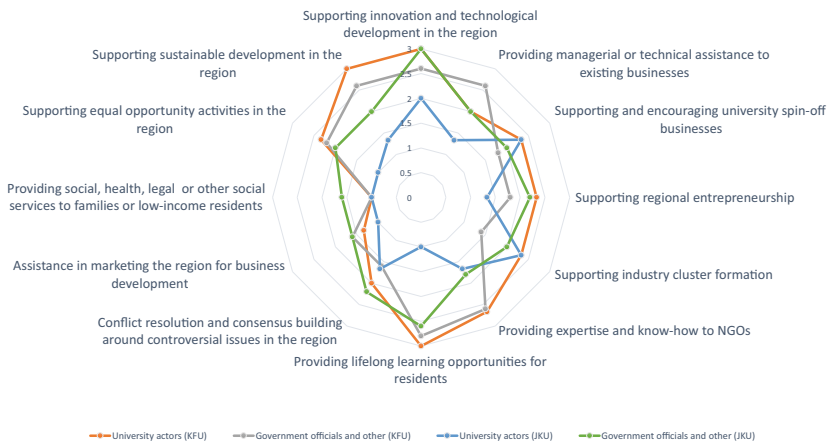 Supporting innovation and technological
development in the region
Supporting sustainable development in the
region
Providing managerial or technical assistance to
existing businesses
Supporting equal opportunity activities in the
region
Supporting and encouraging university spin-off
businesses
3
2.5
2
1.5
1
0.5
0
Providing social, health, legal or other social
services to families or low-income residents
Supporting regional entrepreneurship
Assistance in marketing the region for business
development
Supporting industry cluster formation
Conflict resolution and consensus building
around controversial issues in the region
Providing expertise and know-how to NGOs
Providing lifelong learning opportunities for
residents
University actors (KFU)
Government officials and other (KFU)
University actors (JKU)
Government officials and other (JKU)